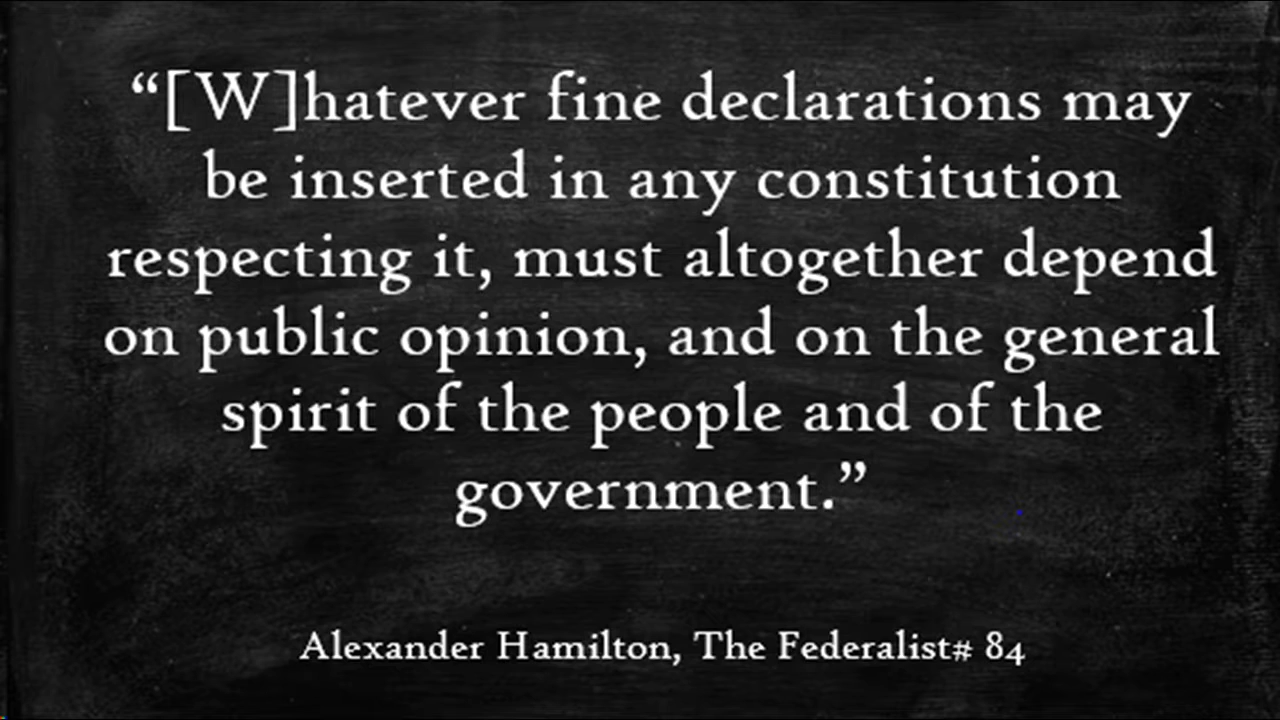 “[W]hatever fine declarations may
be inserted in any constitution
respecting it, must altogether depend
on public opinion, and on the general
spirit of the people and of the
government.”
Alexander Hamilton, The Federalist# 84